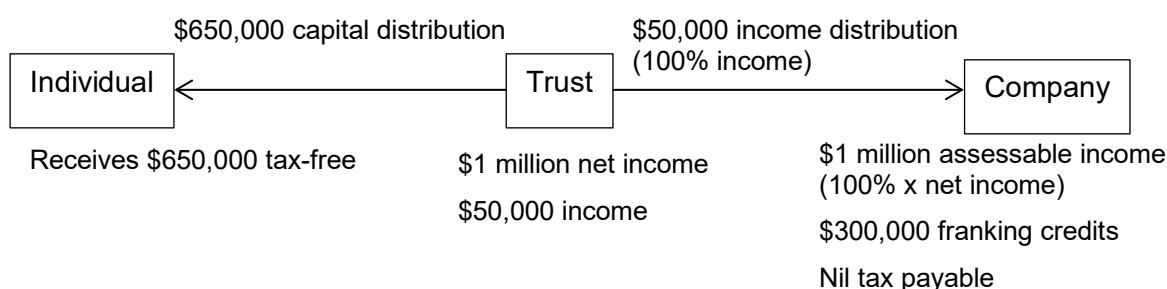 $650,000 capital distribution
$50,000 income distribution
(100% income)
Individual
Trust
Company
Receives $650,000 tax-free
$1 million net income
$50,000 income
$1 million assessable income
(100% x net income)
$300,000 franking credits
Nil tax payable